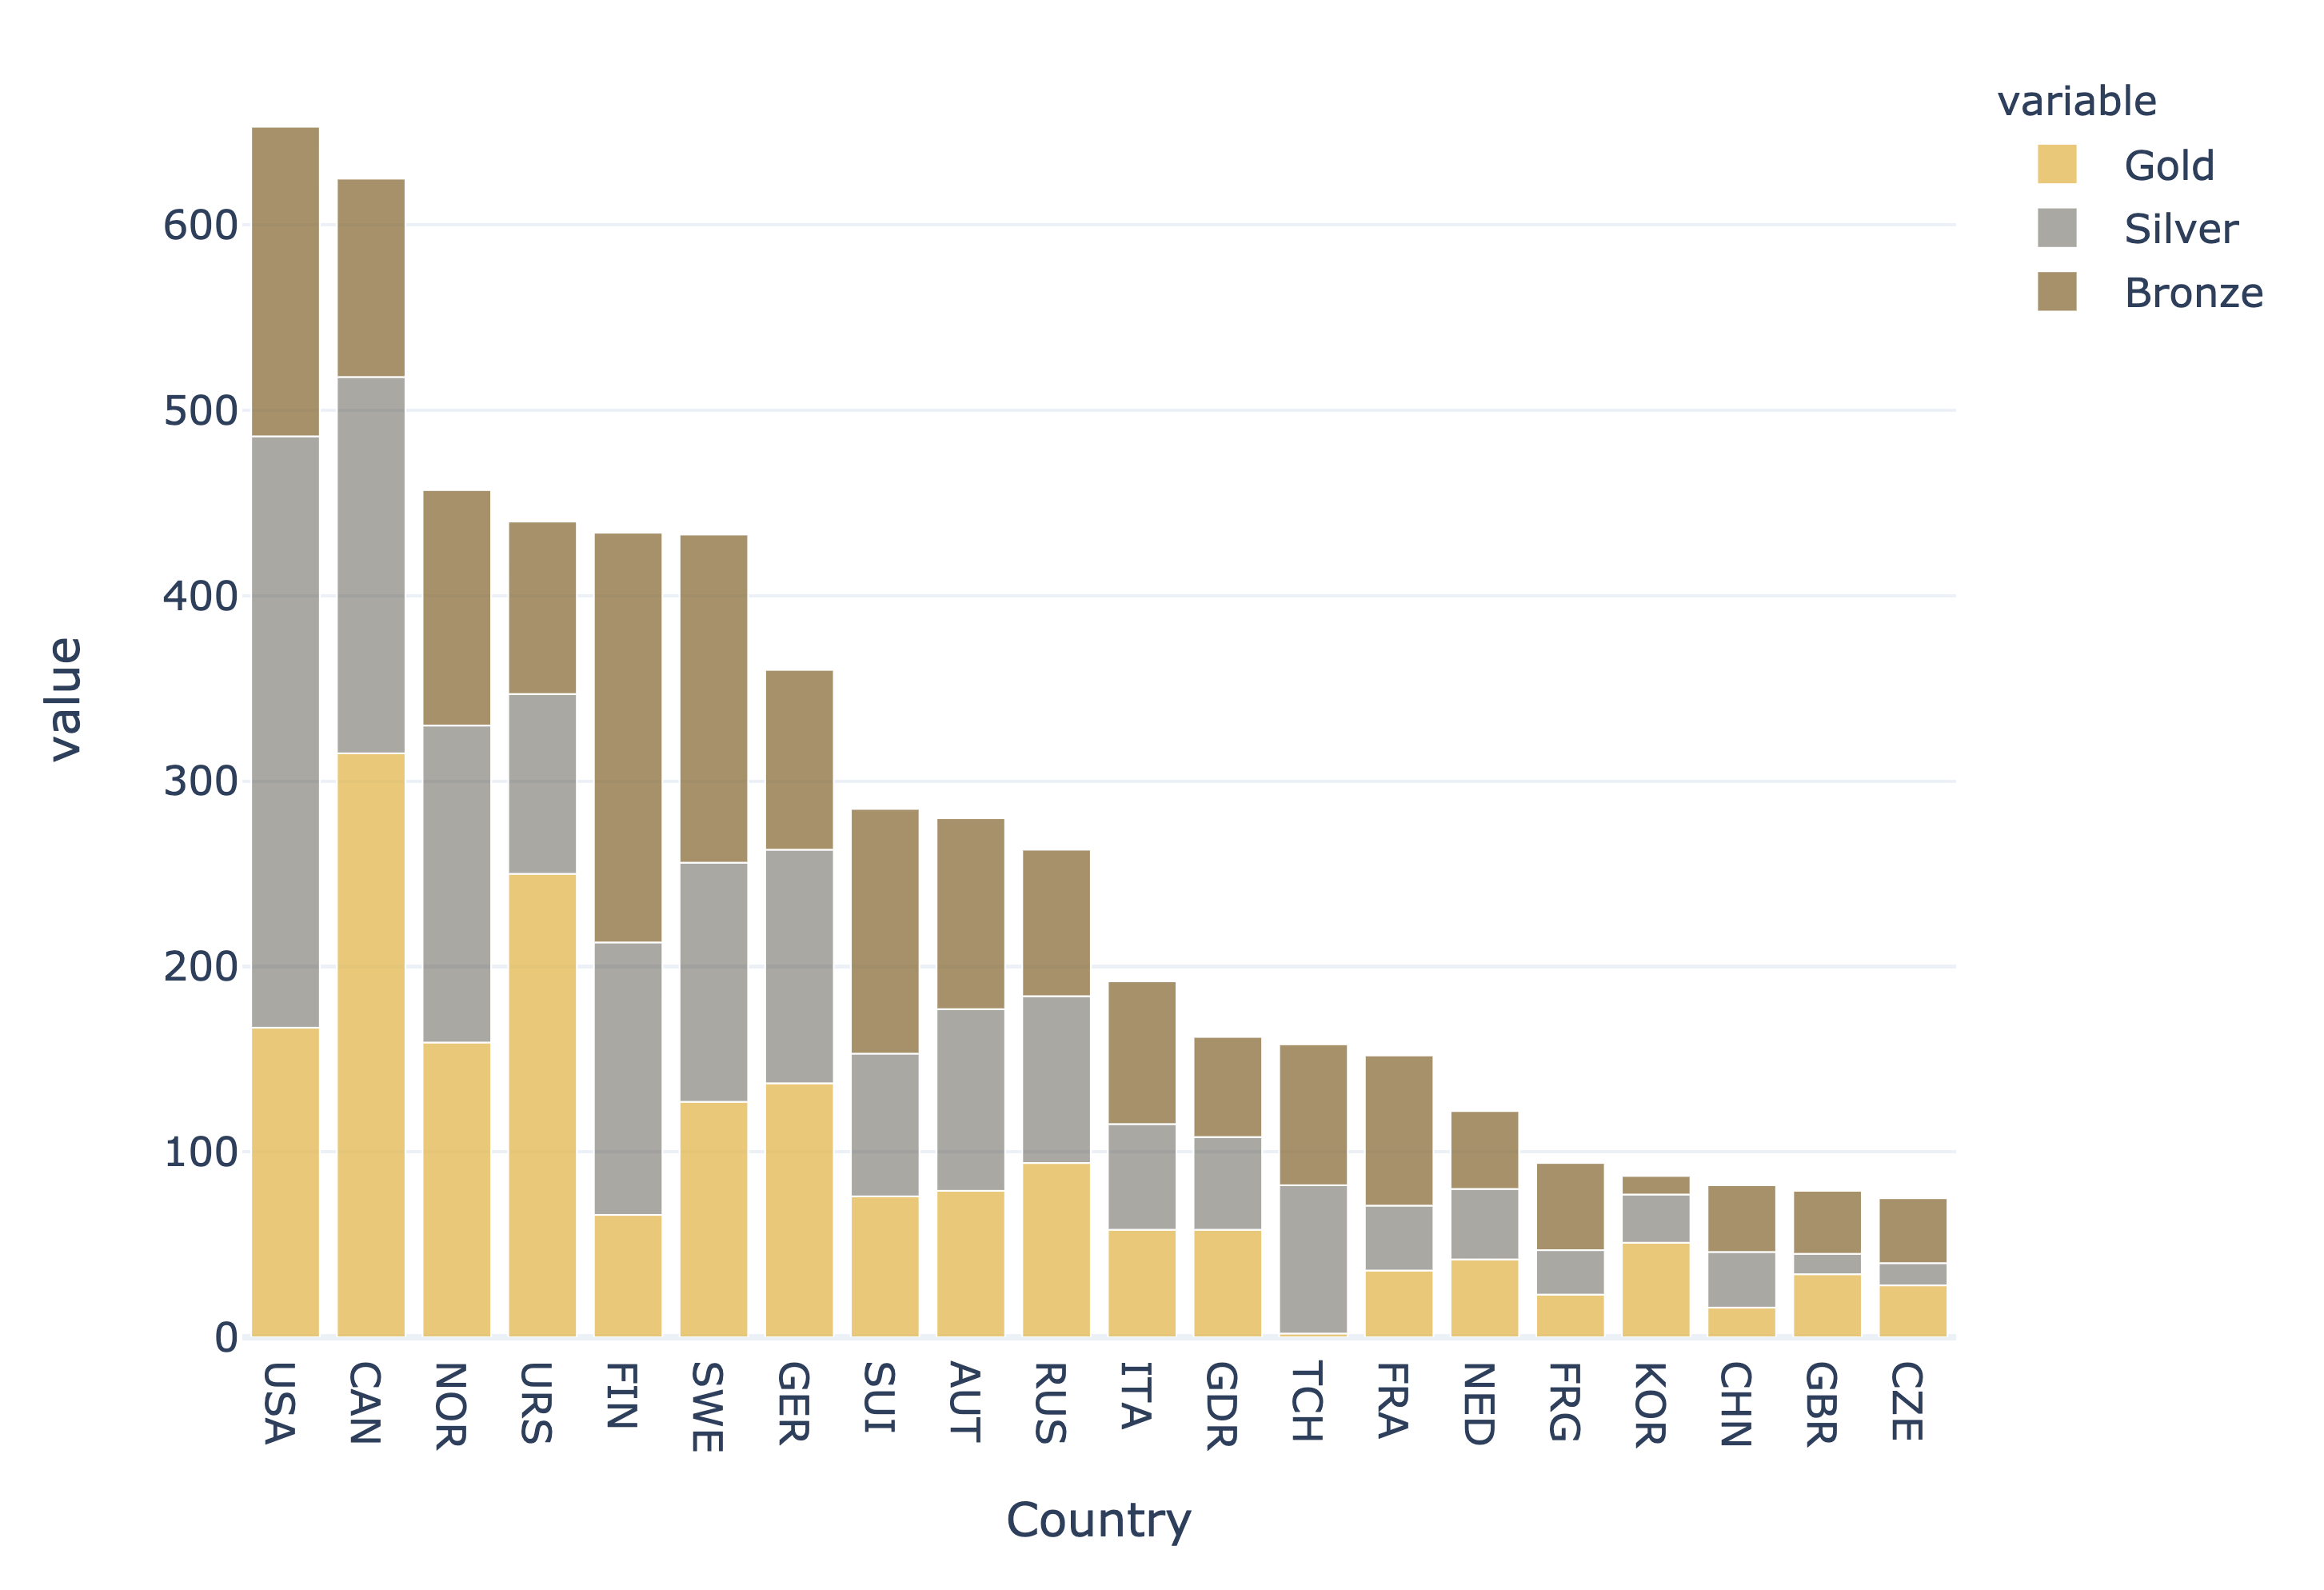 variable
Gold
Silver
Bronze
value
600
500
400
300
200
100
0
USA
CAN
NOR
URS
FIN
SWE
GER
SUI
AUT
RUS
ITA
GDR
TCH
FRA
NED
FRG
KOR
CHN
GBR
CZE
Country